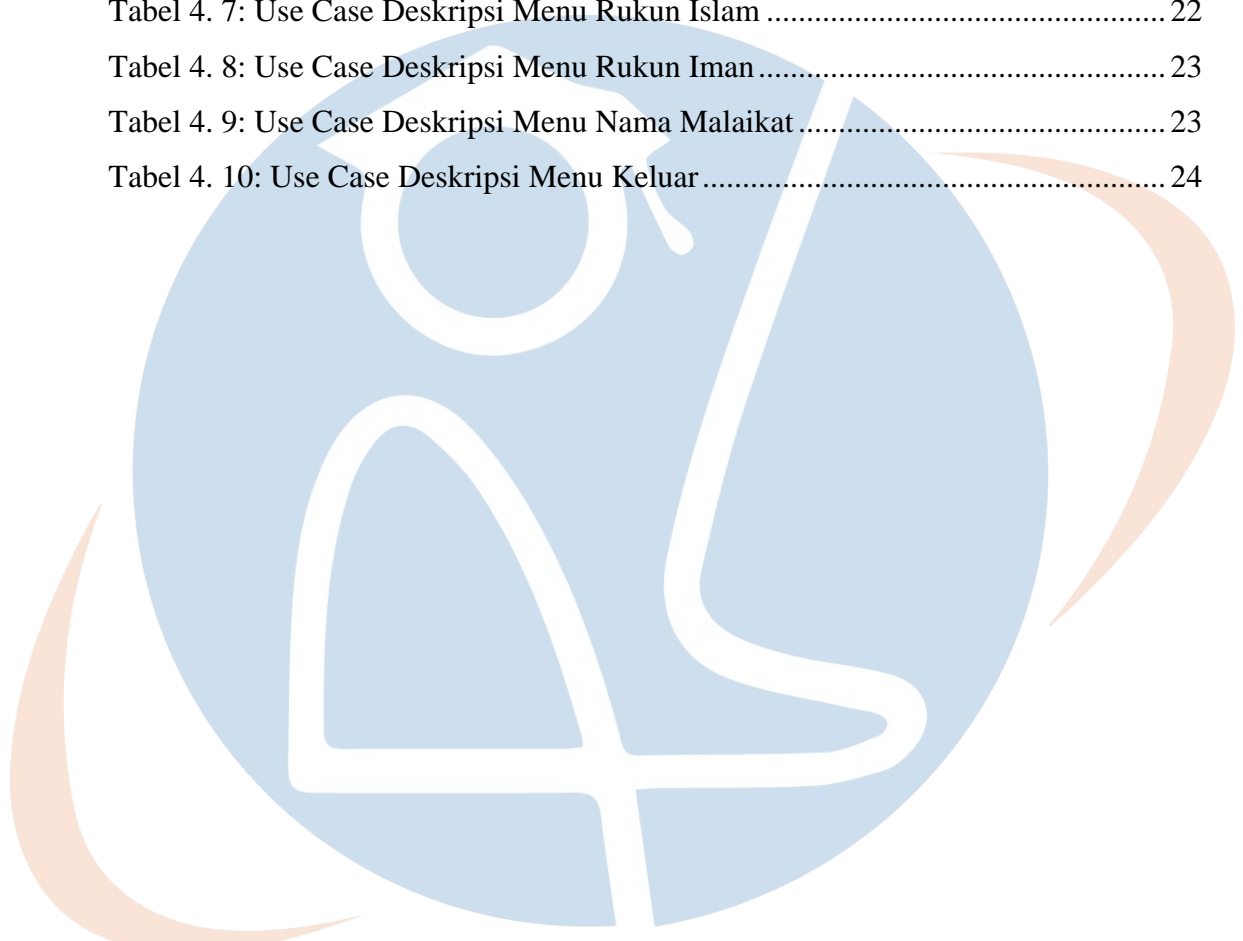 Tabel 4. 7: Use Case Deskripsi Menu Rukun Islam ................................................ 22
Tabel 4. 8: Use Case Deskripsi Menu Rukun Iman ..................................................... 23
Tabel 4. 9: Use Case Deskripsi Menu Nama Malaikat ................................................ 23
Tabel 4. 10: Use Case Deskripsi Menu Keluar ............................................................ 24